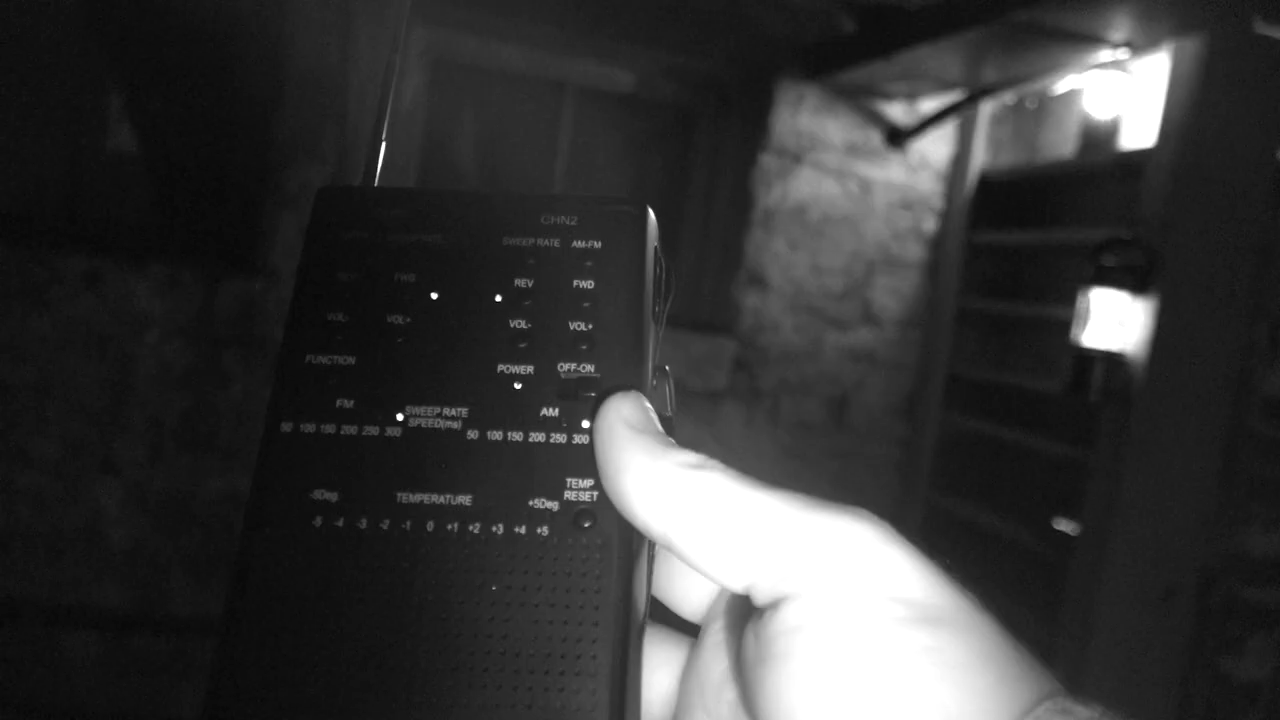 CHN2
SWEEP RATE AM-FM
FWD REV FWD
VOL- VOL+ VOL- VOL+
FUNCTION POWER OFF-ON
FM SWEEP RATE AM
SPEED(ms)
50 100 150 200 250 300 50 100 150 200 250 300
TEMP
RESET
-5Deg. TEMPERATURE +5Deg.
-5 -4 -3 -2 -1 0 +1 +2 +3 +4 +5